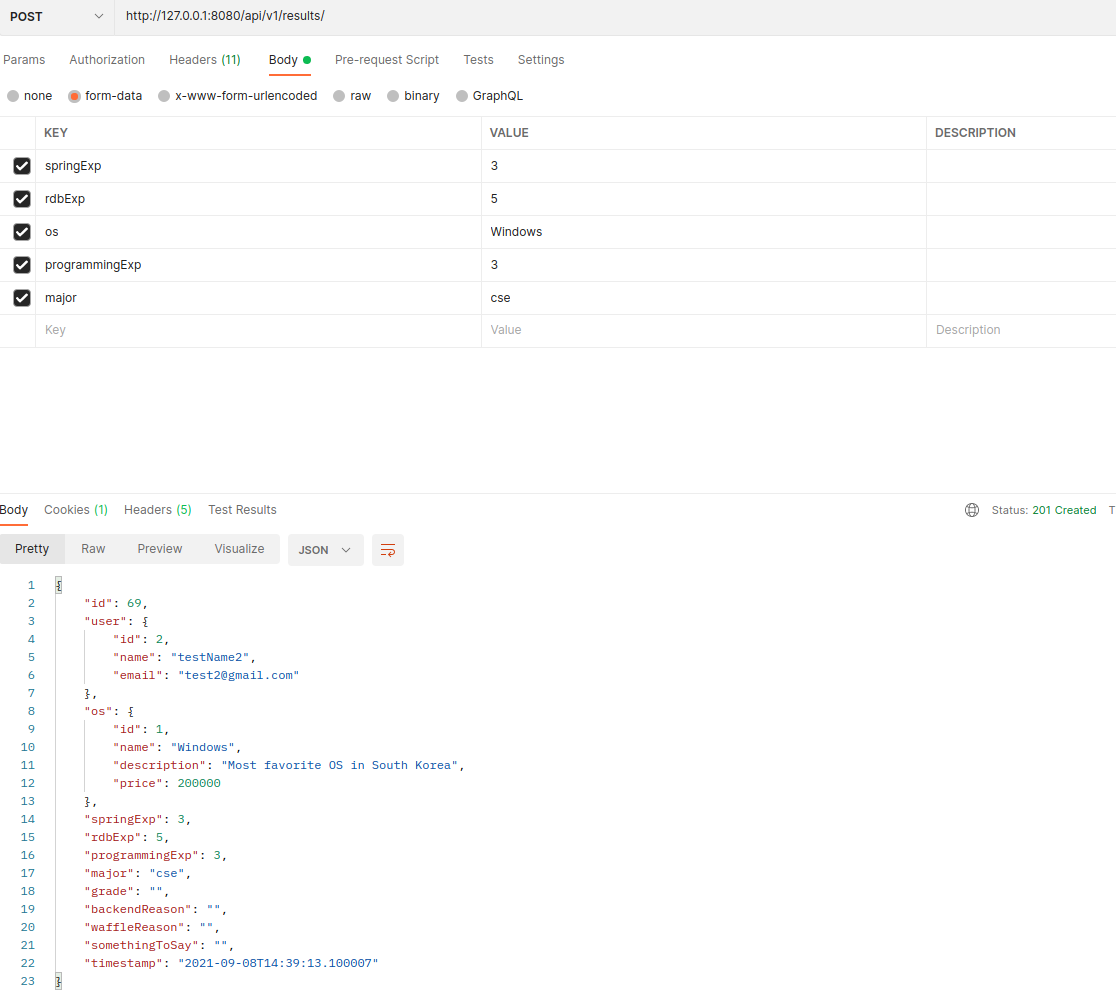 POST http://127.0.0.1:8080/api/v1/results/
Params Authorization Headers (11) Body Pre-request Script Tests Settings
none form-data x-www-form-urlencoded raw binary GraphQL
KEY VALUE DESCRIPTION
springExp 3
rdbExp 5
os Windows
programmingExp 3
major cse
Key Value Description
Body Cookies (1) Headers (5) Test Results Status: 201 Created T
Pretty Raw Preview Visualize JSON
1 {
2 "id": 69,
3 "user": {
4 "id": 2,
5 "name": "testName2",
6 "email": "test2@gmail.com"
7 },
8 "os": {
9 "id": 1,
10 "name": "Windows",
11 "description": "Most favorite OS in South Korea",
12 "price": 200000
13 },
14 "springExp": 3,
15 "rdbExp": 5,
16 "programmingExp": 3,
17 "major": "cse",
18 "grade": "",
19 "backendReason": "",
20 "waffleReason": "",
21 "somethingToSay": "",
22 "timestamp": "2021-09-08T14:39:13.100007"
23 }